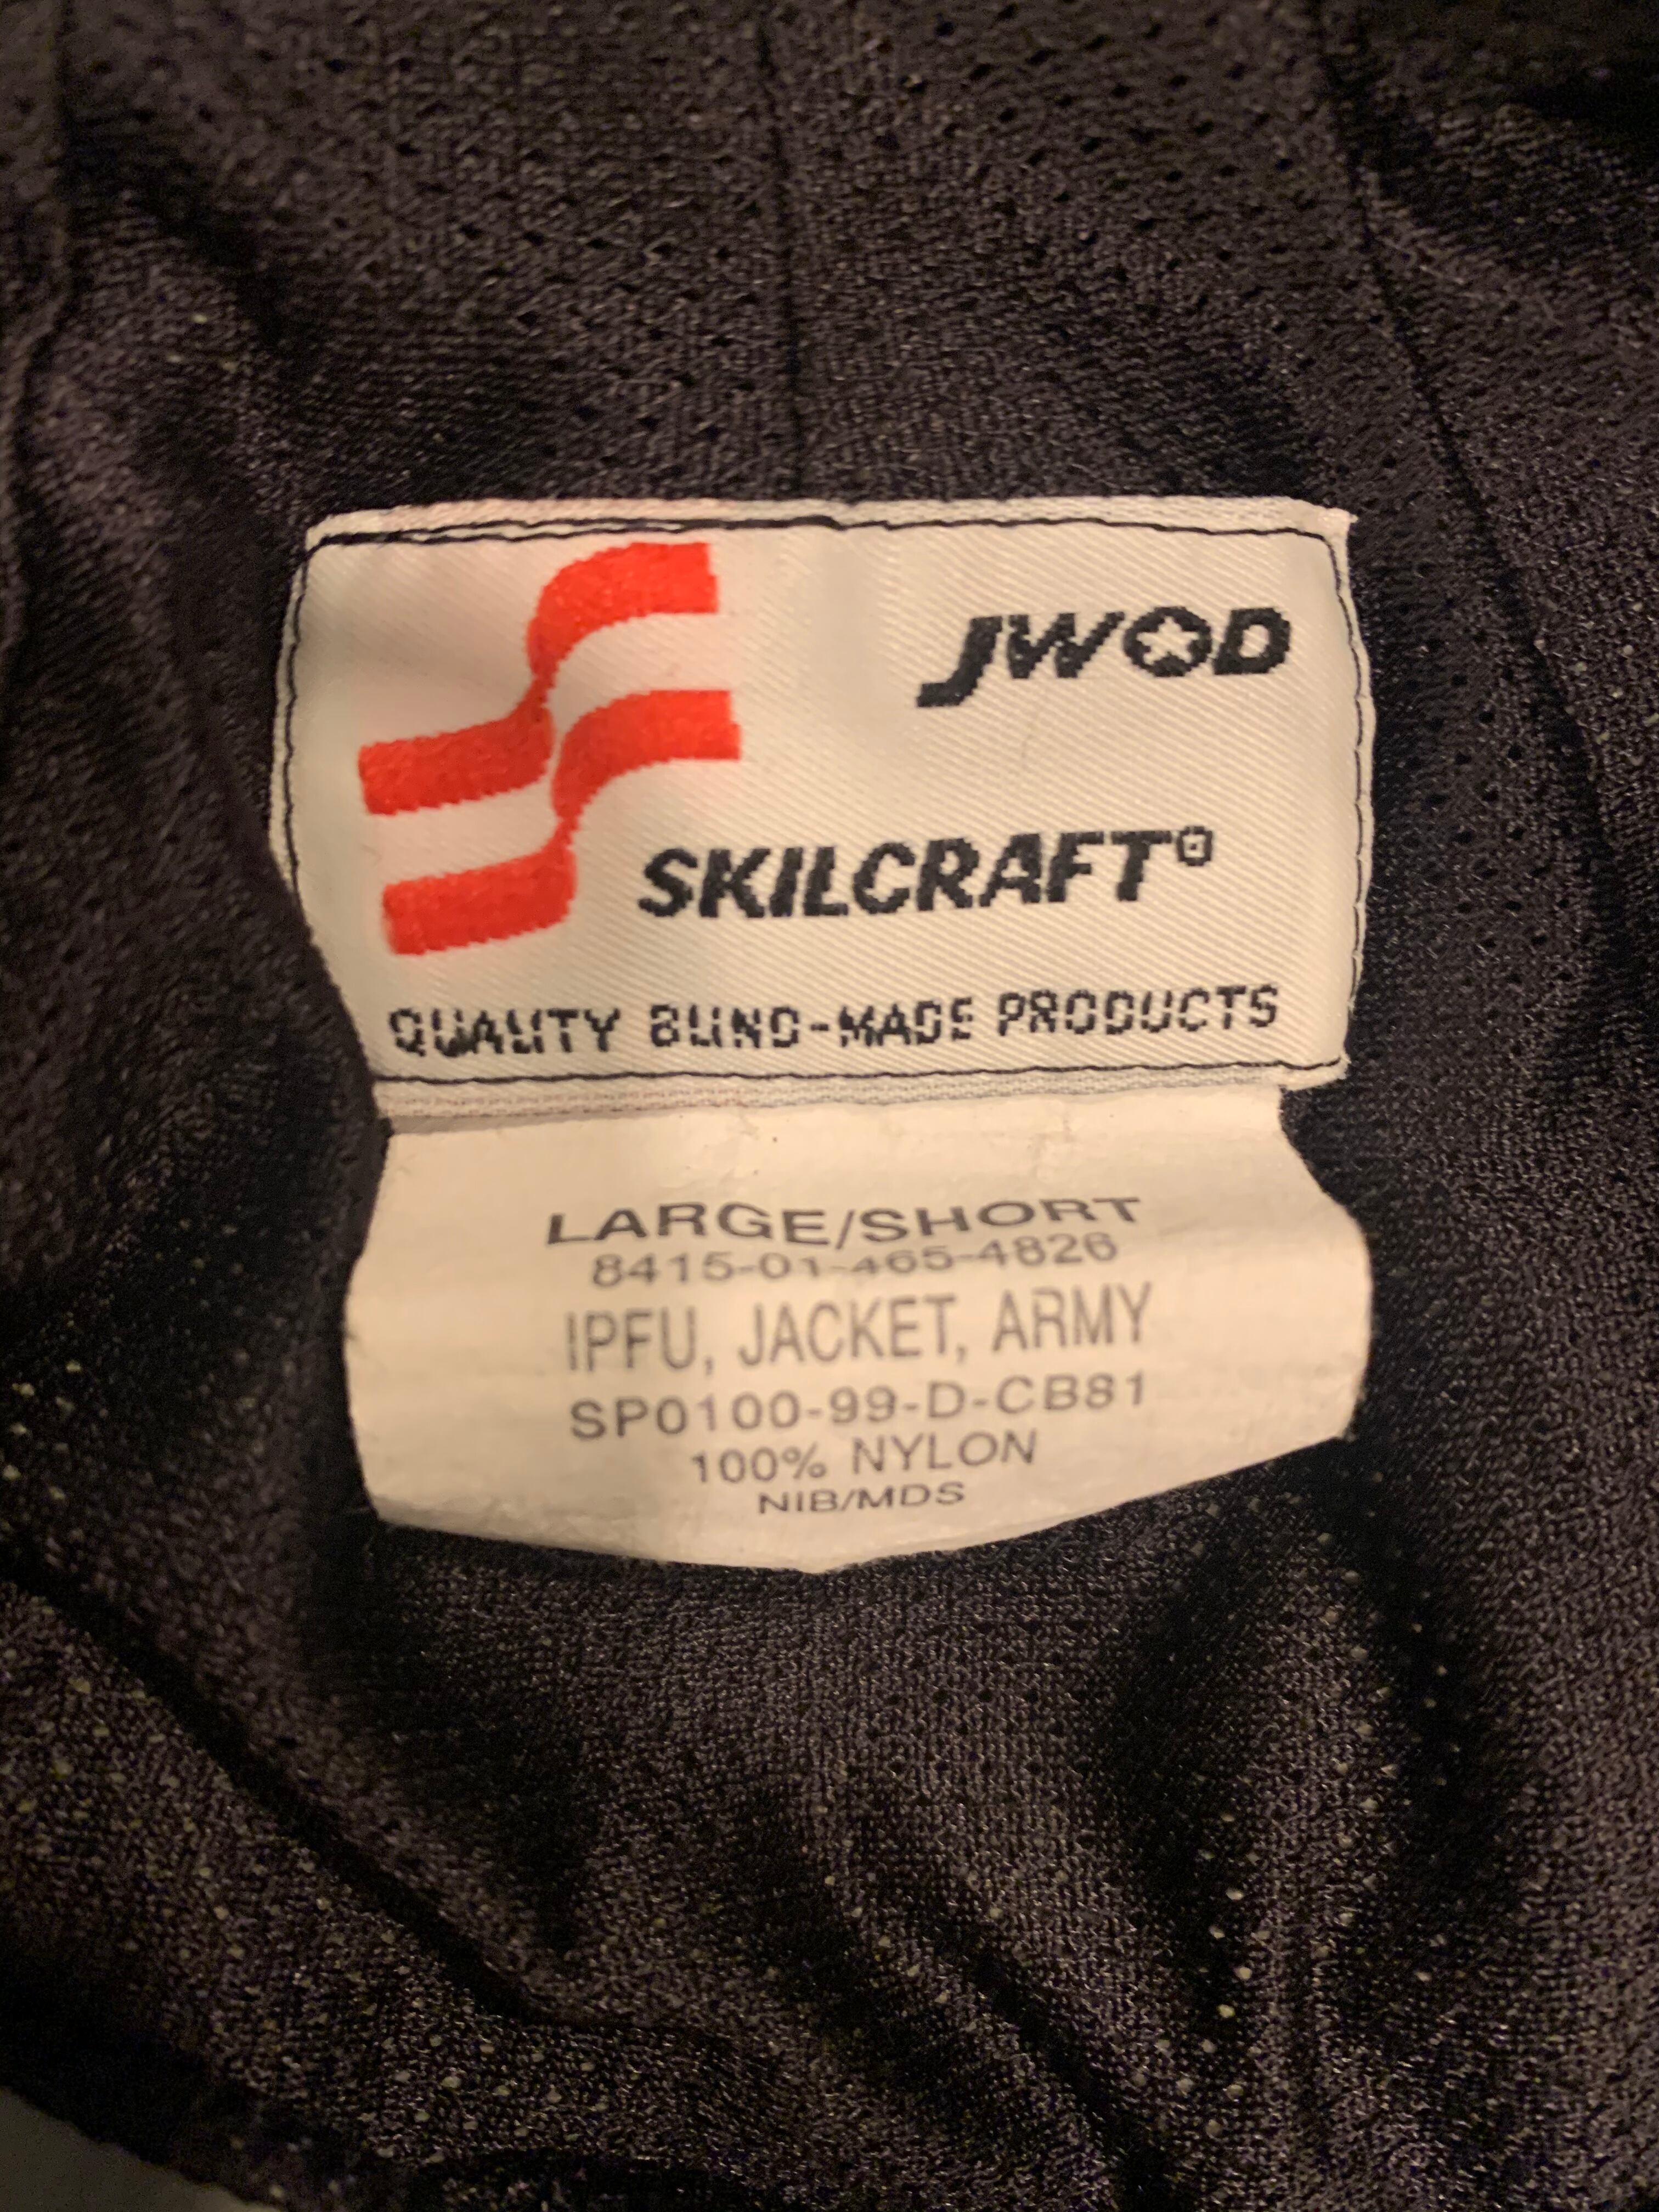 JWOD
SKILCRAFT®
QUALITY BLIND-MADE PRODUCTS
LARGE/SHORT
8415-01-465-4826
IPFU, JACKET, ARMY
SP0100-99-D-CB81
100% NYLON
NIB/MDS